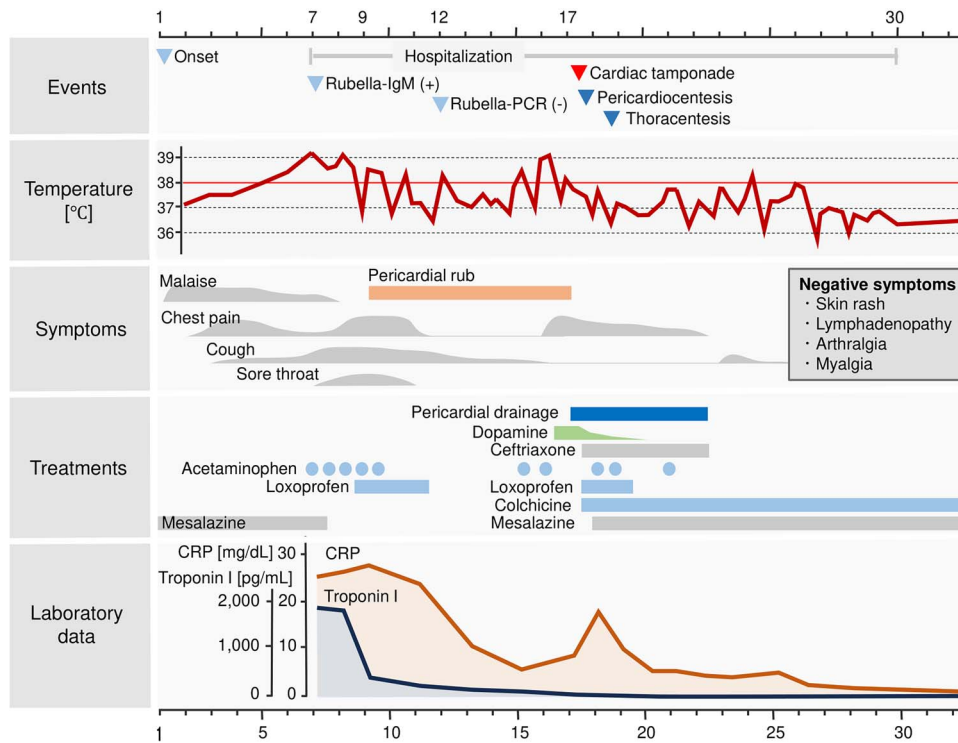 1 7 9 12 17 30
Events
Onset
Hospitalization
Rubella-IgM (+)
Rubella-PCR (-)
Cardiac tamponade
Pericardiocentesis
Thoracentesis
Temperature
[℃]
39
38
37
36
Symptoms
Malaise
Pericardial rub
Chest pain
Cough
Sore throat
Negative symptoms
・Skin rash
・Lymphadenopathy
・Arthralgia
・Myalgia
Treatments
Pericardial drainage
Dopamine
Ceftriaxone
Acetaminophen
Loxoprofen Loxoprofen
Colchicine
Mesalazine Mesalazine
Laboratory
data
CRP [mg/dL] 30 CRP
Troponin I [pg/mL]
Troponin I
2,000 20
1,000 10
0 0
1 5 10 15 20 25 30